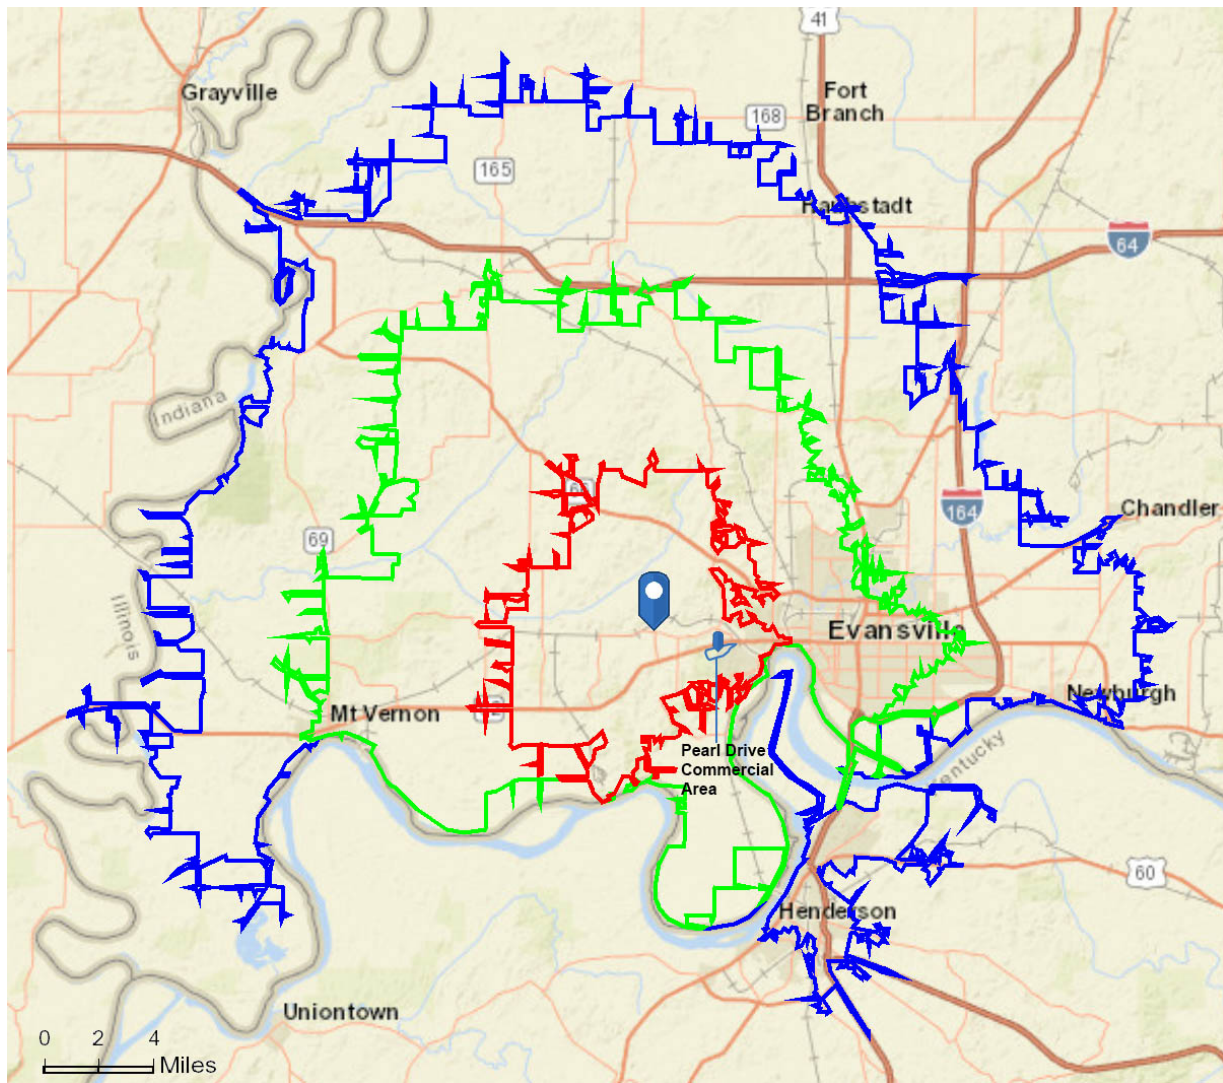 41
Grayville
Fort
Branch
168
165
Haubstadt
64
Indiana
Chandler
164
69
Illinois
Evansville
Newburgh
Mt Vernon
Kentucky
Pearl Drive
Commercial
Area
60
Henderson
Uniontown
0 2 4
Miles